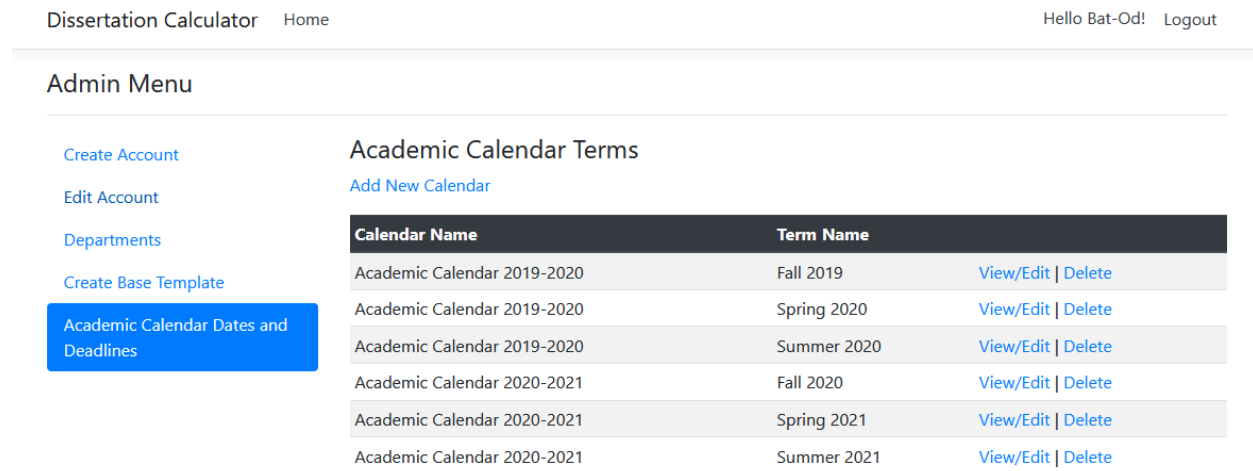 Dissertation Calculator Home Hello Bat-Od! Logout
Admin Menu
Create Account
Edit Account
Departments
Create Base Template
Academic Calendar Dates and
Deadlines
Academic Calendar Terms
Add New Calendar
Calendar Name Term Name
Academic Calendar 2019-2020 Fall 2019 View/Edit | Delete
Academic Calendar 2019-2020 Spring 2020 View/Edit | Delete
Academic Calendar 2019-2020 Summer 2020 View/Edit | Delete
Academic Calendar 2020-2021 Fall 2020 View/Edit | Delete
Academic Calendar 2020-2021 Spring 2021 View/Edit | Delete
Academic Calendar 2020-2021 Summer 2021 View/Edit | Delete